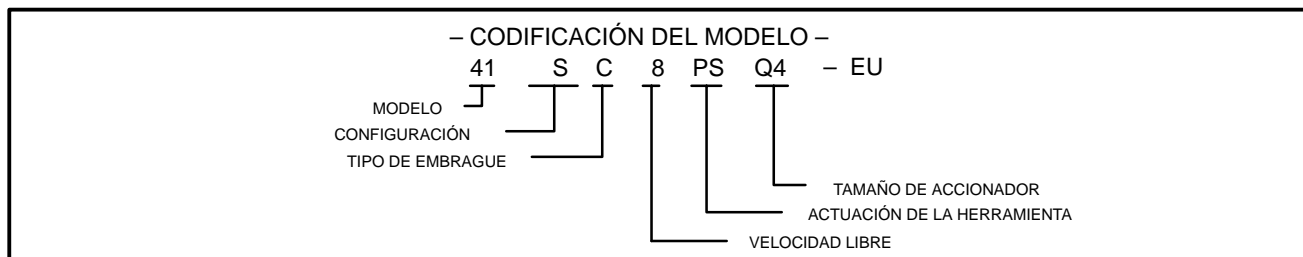 – CODIFICACIÓN DEL MODELO –
41 S C 8 PS Q4 – EU
MODELO
CONFIGURACIÓN
TIPO DE EMBRAGUE
TAMAÑO DE ACCIONADOR
ACTUACIÓN DE LA HERRAMIENTA
VELOCIDAD LIBRE